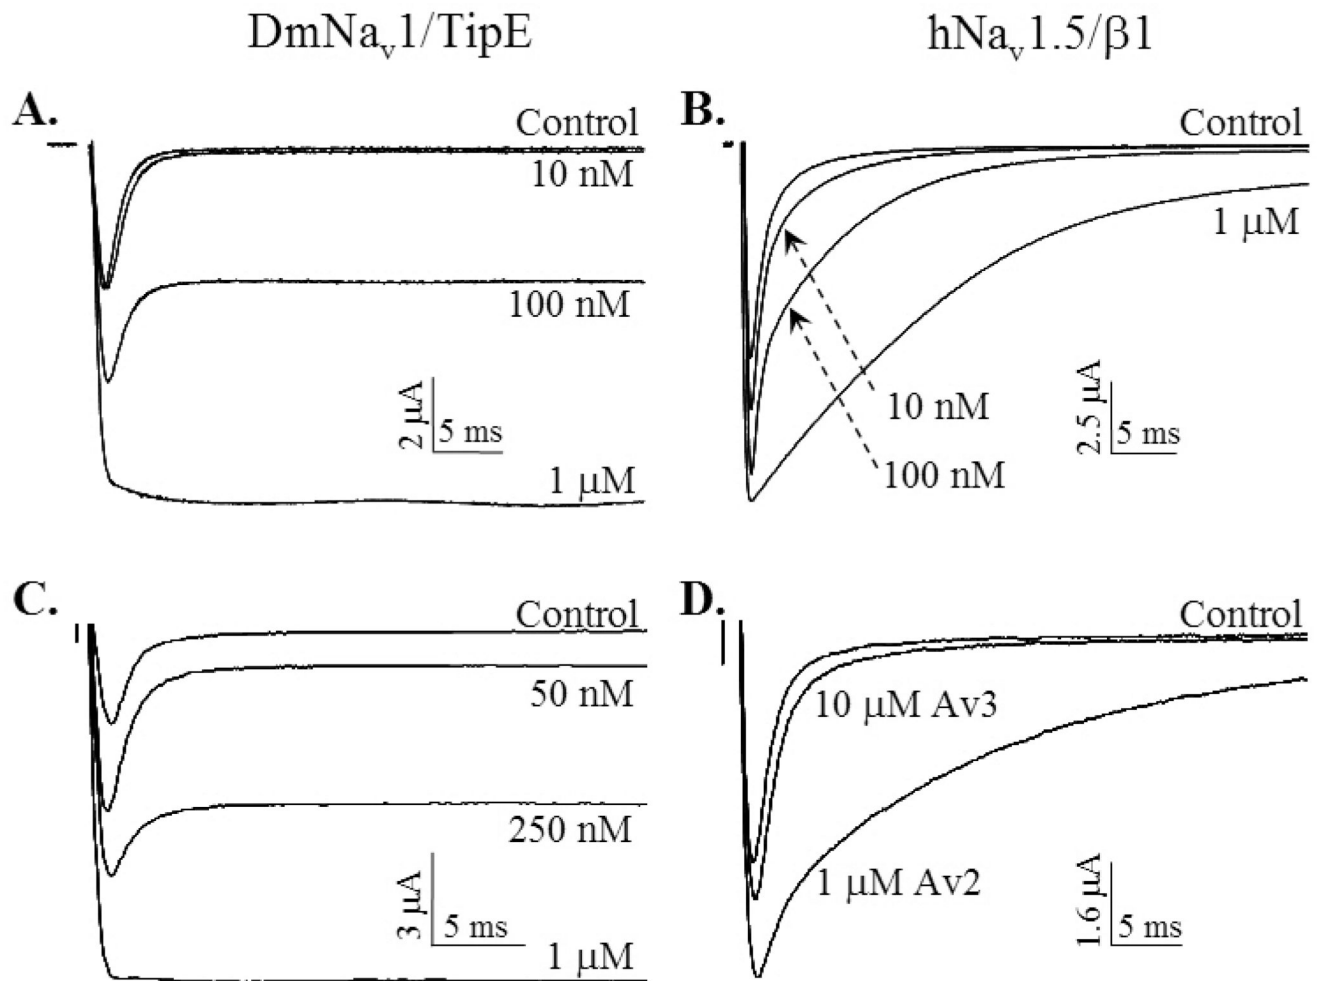 DmNav1/TipE
hNav1.5/β1
A.
Control
10 nM
100 nM
2 μA
5 ms
1 μM
B.
Control
1 μM
10 nM
100 nM
2.5 μA
5 ms
C.
Control
50 nM
250 nM
3 μA
5 ms
1 μM
D.
Control
10 μM Av3
1 μM Av2
1.6 μA
5 ms